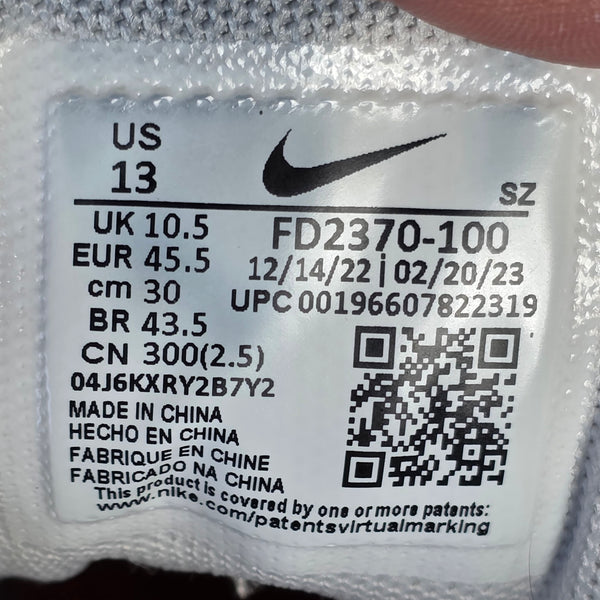 US
13
SZ
UK 10.5
EUR 45.5
cm 30
BR 43.5
CN 300(2.5)
FD2370-100
12/14/22 | 02/20/23
UPC 00196607822319
04J6KXRY2B7Y2
MADE IN CHINA
HECHO EN CHINA
FABRIQUE EN CHINE
FABRICADO NA CHINA
This product is covered by one or more patents:
www.nike.com/patentsvirtualmarking